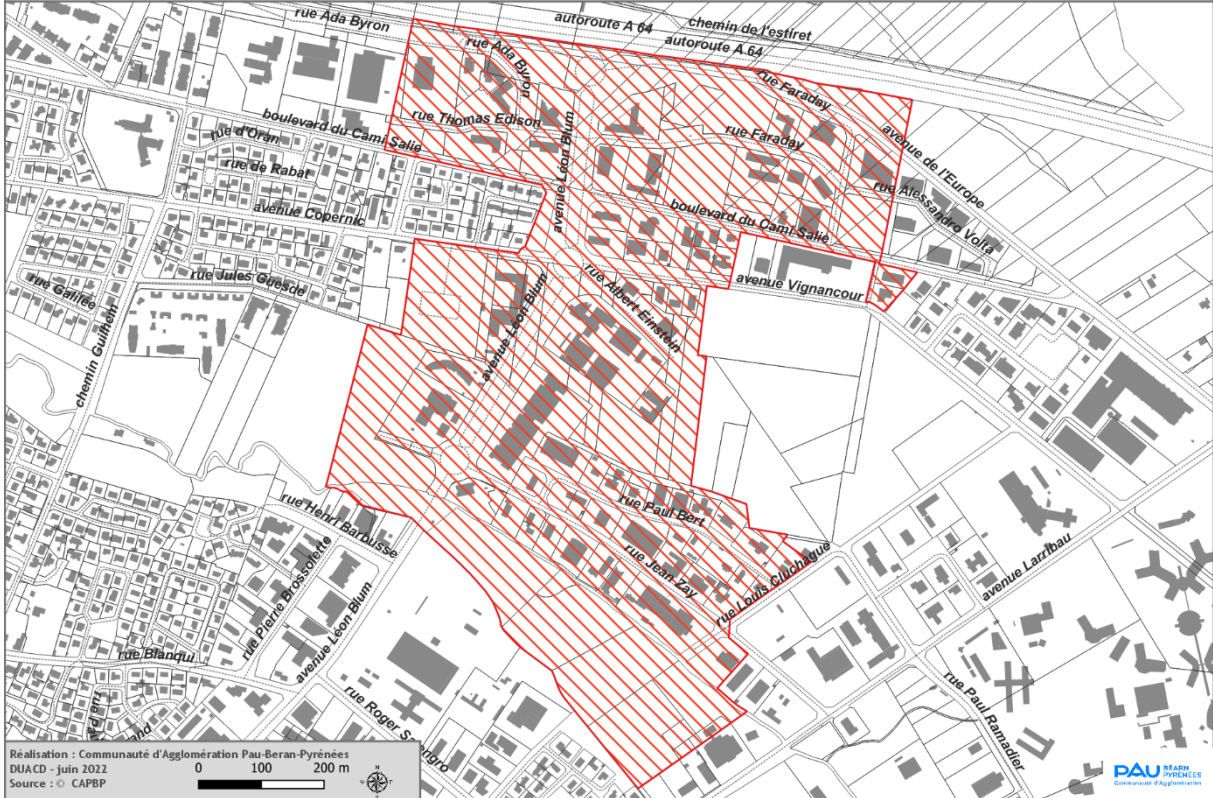 rue Ada Byron
autoroute A 64
chemin de l'estiret
autoroute A 64
rue Ada Byron
rue Faraday
boulevard du Cami Salié
rue Thomas Edison
rue Faraday
avenue de l'Europe
rue d'Oran
rue de Rabat
avenue Léon Blum
rue Alessandro Volta
avenue Copernic
boulevard du Cami Salié
rue Galilée
rue Jules Guesde
rue Albert Einstein
avenue Vignancour
chemin Guilhem
avenue Léon Blum
rue Henri Barbusse
rue Paul Bert
rue Pierre Brossolette
rue Jean Zay
rue Louis Cluchague
avenue Larribau
avenue Léon Blum
rue Blanqui
rue Roger
rue Paul Ramadier
Réalisation : Communauté d'Agglomération Pau-Beran-Pyrénées
DUACD - juin 2022
Source : © CAPBP
0 100 200 m
N
PAU BÉARN
PYRÉNÉES
Communauté d'Agglomération